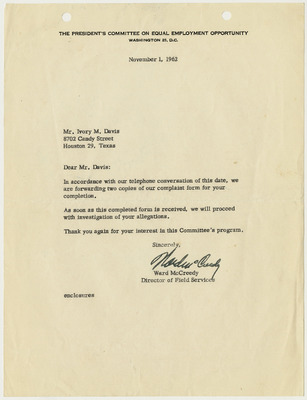 THE PRESIDENT'S COMMITTEE ON EQUAL EMPLOYMENT OPPORTUNITY
WASHINGTON 25, D.C.
November 1, 1962
Mr. Ivory M. Davis
8702 Candy Street
Houston 29, Texas
Dear Mr. Davis:
In accordance with our telephone conversation of this date, we
are forwarding two copies of our complaint form for your
completion.
As soon as this completed form is received, we will proceed
with investigation of your allegations.
Thank you again for your interest in this Committee's program.
Sincerely,
Ward McCreedy
Ward McCreedy
Director of Field Services
enclosures